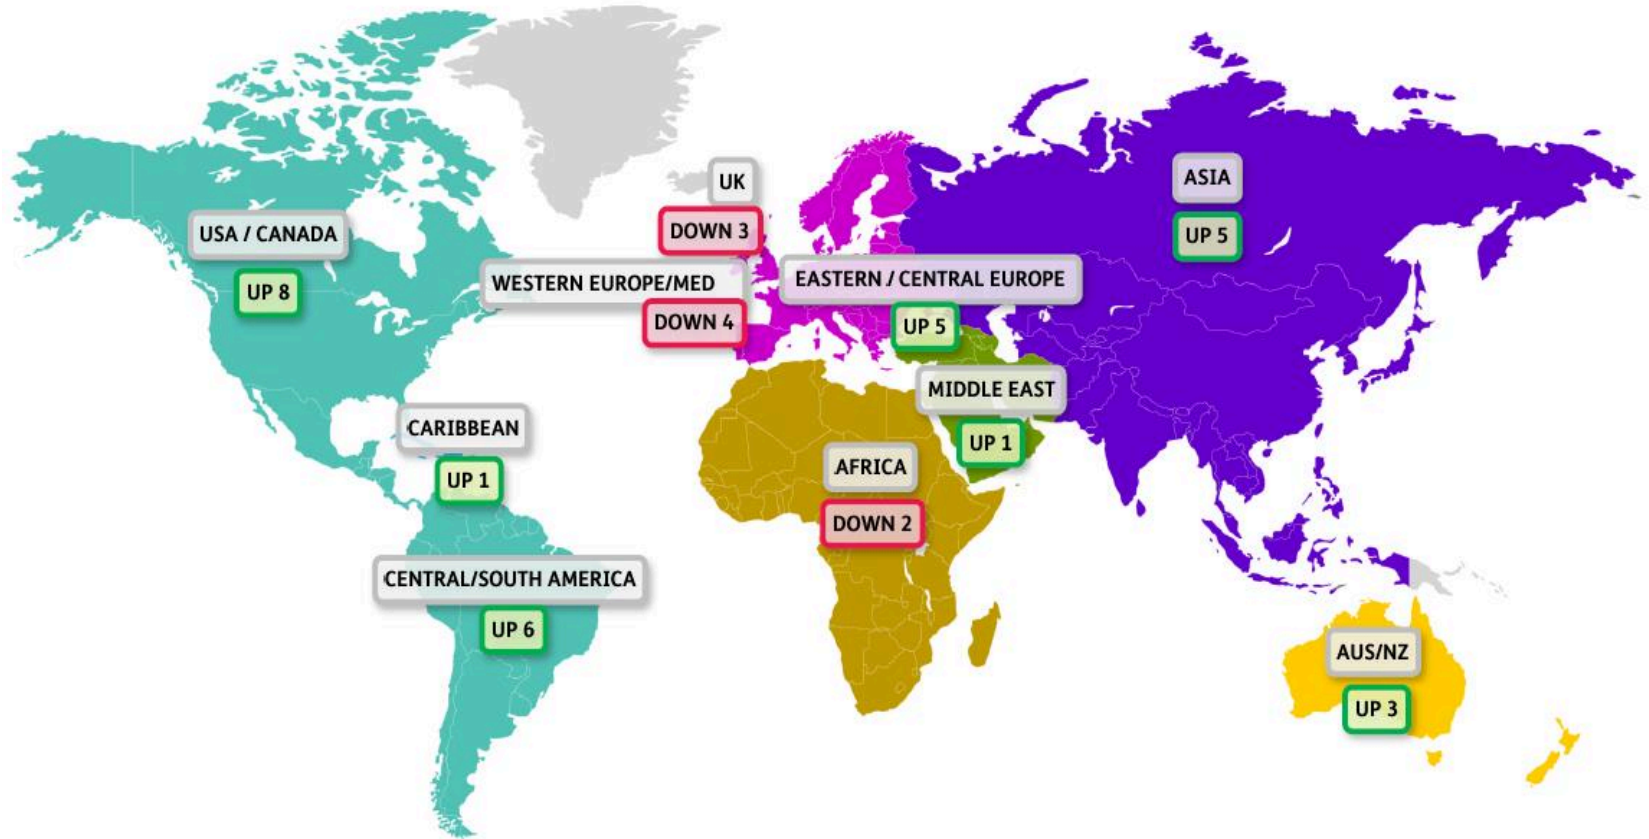 UK
ASIA
DOWN 3
USA / CANADA
UP 5
WESTERN EUROPE/MED
EASTERN / CENTRAL EUROPE
UP 8
DOWN 4
UP 5
MIDDLE EAST
CARIBBEAN
UP 1
AFRICA
UP 1
DOWN 2
CENTRAL/SOUTH AMERICA
UP 6
AUS/NZ
UP 3